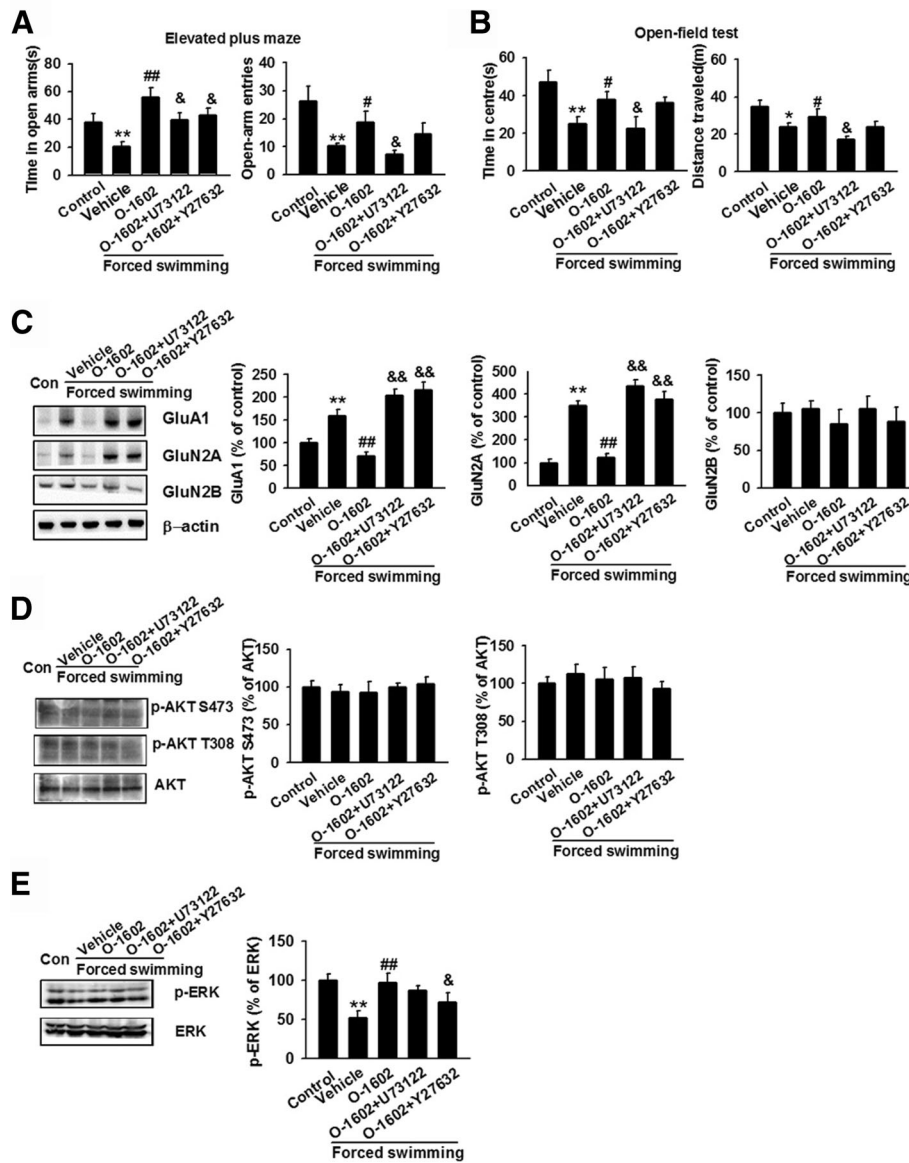 A
Elevated plus maze
Time in open arms(s)
80
60
40
20
0
**
##
&
&
Control
Vehicle
O-1602
O-1602+U73122
O-1602+Y27632
Forced swimming
Open-arm entries
40
30
20
10
0
**
#
&
Control
Vehicle
O-1602
O-1602+U73122
O-1602+Y27632
Forced swimming
B
Open-field test
Time in centre(s)
60
40
20
0
**
#
&
Control
Vehicle
O-1602
O-1602+U73122
O-1602+Y27632
Forced swimming
Distance traveled(m)
60
40
20
0
*
#
&
Control
Vehicle
O-1602
O-1602+U73122
O-1602+Y27632
Forced swimming
C
Con
Vehicle
O-1602
O-1602+U73122
O-1602+Y27632
Forced swimming
GluA1
GluN2A
GluN2B
β-actin
GluA1 (% of control)
250
200
150
100
50
0
**
##
&&
&&
Control
Vehicle
O-1602
O-1602+U73122
O-1602+Y27632
Forced swimming
GluN2A (% of control)
500
400
300
200
100
0
**
##
&&
&&
Control
Vehicle
O-1602
O-1602+U73122
O-1602+Y27632
Forced swimming
GluN2B (% of control)
150
100
50
0
Control
Vehicle
O-1602
O-1602+U73122
O-1602+Y27632
Forced swimming
D
Con
Vehicle
O-1602
O-1602+U73122
O-1602+Y27632
Forced swimming
p-AKT S473
p-AKT T308
AKT
p-AKT S473 (% of AKT)
150
100
50
0
Control
Vehicle
O-1602
O-1602+U73122
O-1602+Y27632
Forced swimming
p-AKT T308 (% of AKT)
150
100
50
0
Control
Vehicle
O-1602
O-1602+U73122
O-1602+Y27632
Forced swimming
E
Con
Vehicle
O-1602
O-1602+U73122
O-1602+Y27632
Forced swimming
p-ERK
ERK
p-ERK (% of ERK)
150
100
50
0
**
##
&
Control
Vehicle
O-1602
O-1602+U73122
O-1602+Y27632
Forced swimming